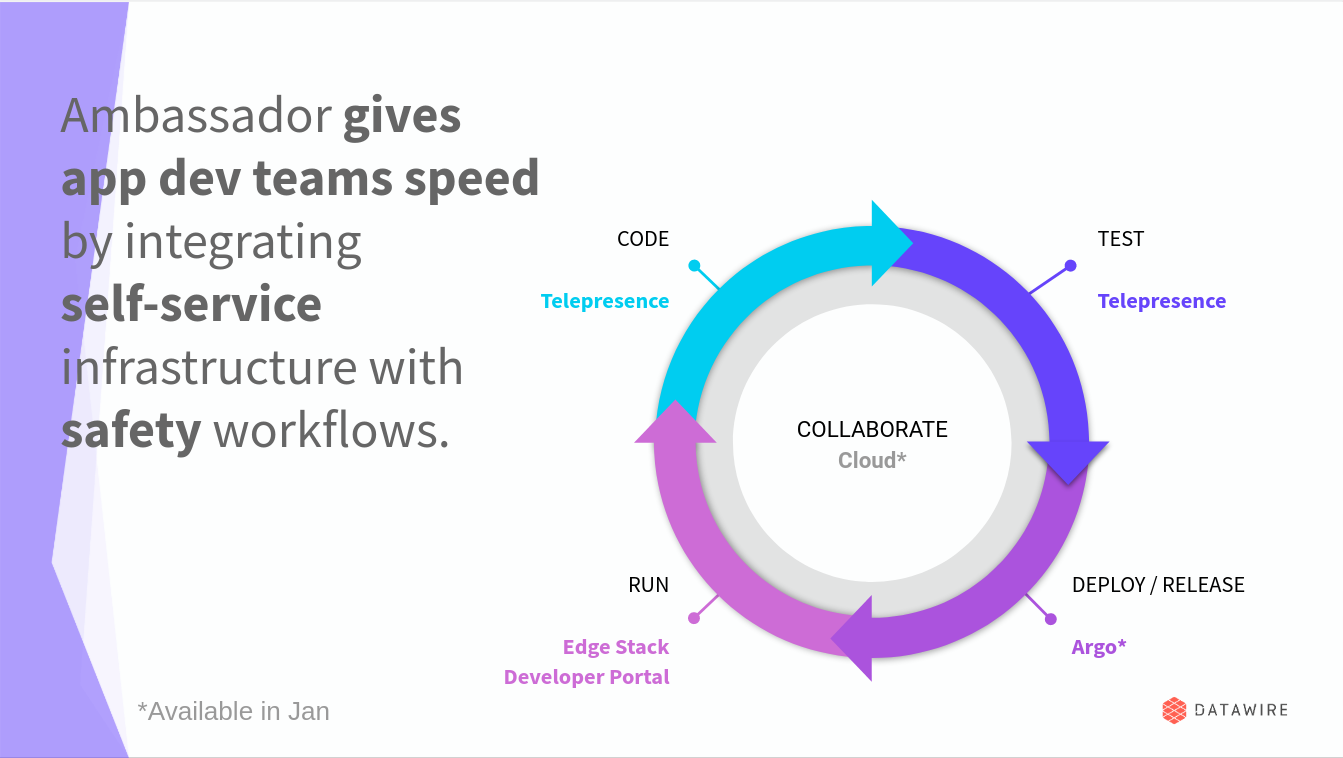 Ambassador gives
app dev teams speed
by integrating
self-service
infrastructure with
safety workflows.
CODE
Telepresence
TEST
Telepresence
COLLABORATE
Cloud*
RUN
Edge Stack
Developer Portal
DEPLOY / RELEASE
Argo*
*Available in Jan
DATAWIRE